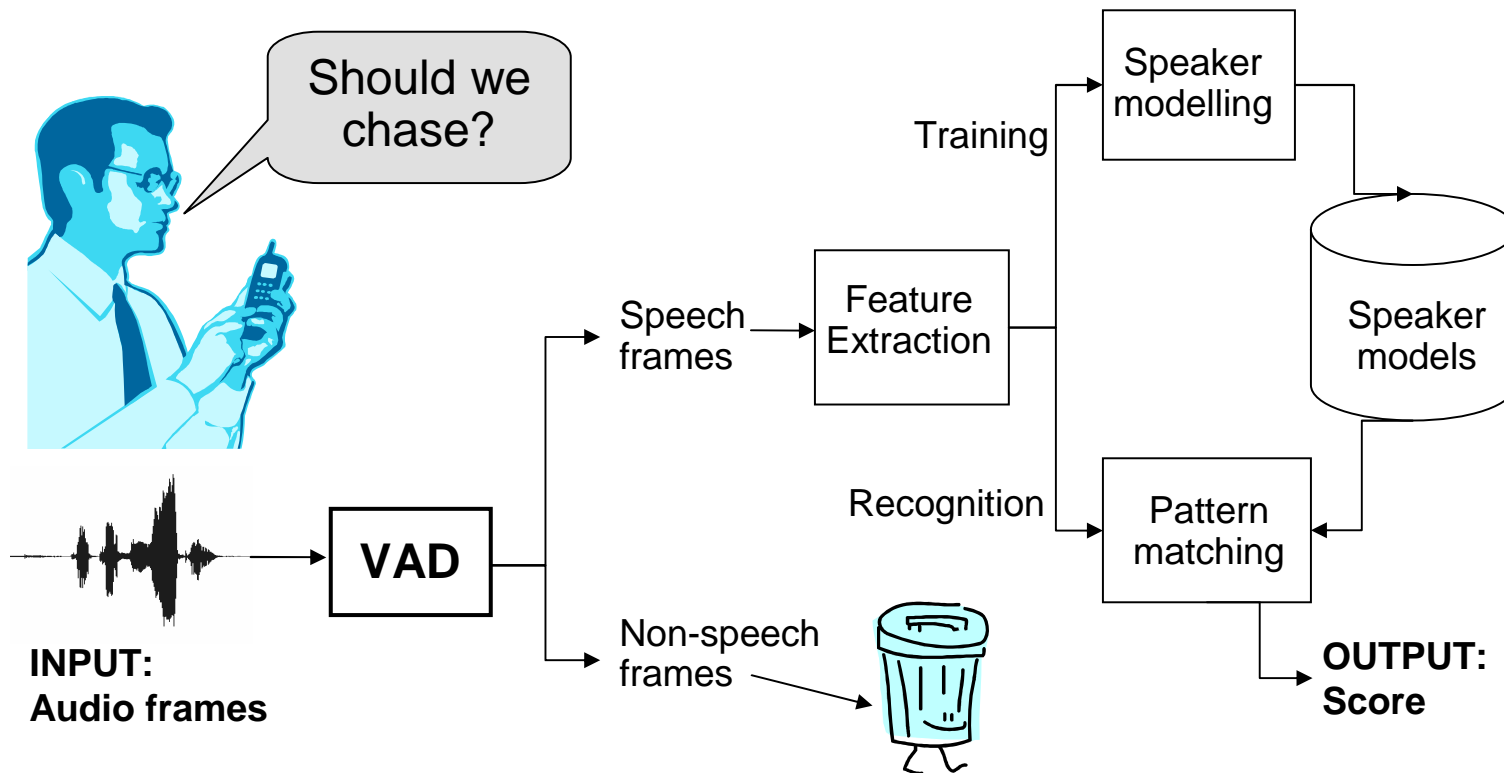 Should we
chase?
Speaker
modelling
Training
Speech
frames
Feature
Extraction
Speaker
models
Recognition
Pattern
matching
VAD
Non-speech
frames
INPUT:
Audio frames
OUTPUT:
Score